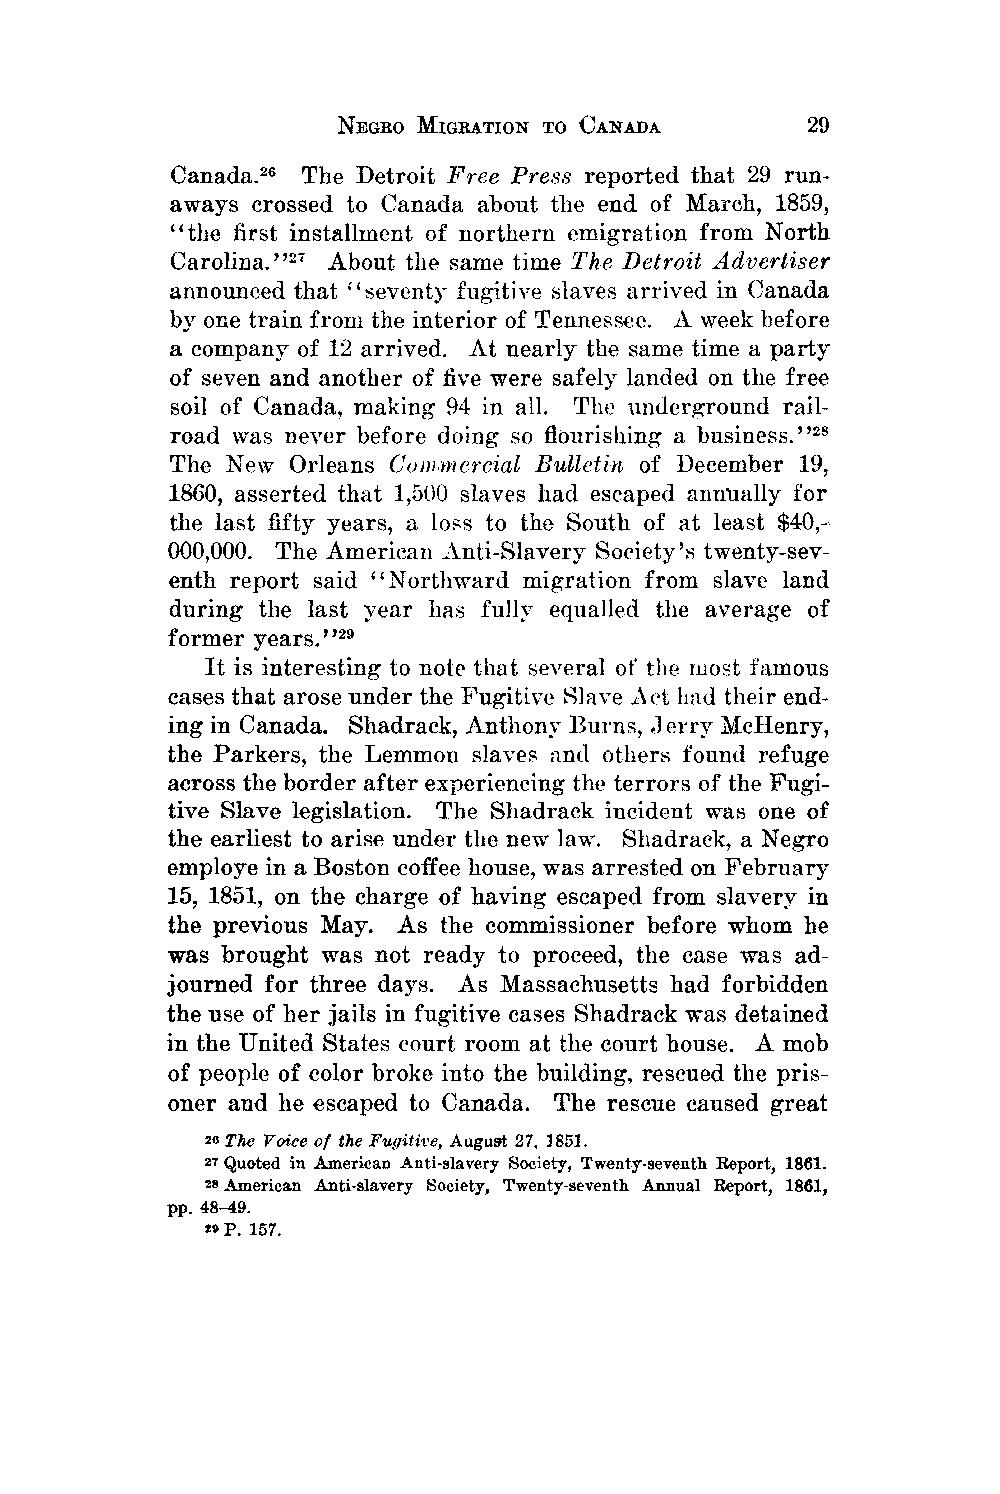 NEGRO MIGRATION TO CANADA 29
Canada.²⁶ The Detroit Free Press reported that 29 run-
aways crossed to Canada about the end of March, 1859,
“the first installment of northern emigration from North
Carolina.”²⁷ About the same time The Detroit Advertiser
announced that “seventy fugitive slaves arrived in Canada
by one train from the interior of Tennessee. A week before
a company of 12 arrived. At nearly the same time a party
of seven and another of five were safely landed on the free
soil of Canada, making 94 in all. The underground rail-
road was never before doing so flourishing a business.”²⁸
The New Orleans Commercial Bulletin of December 19,
1860, asserted that 1,500 slaves had escaped annually for
the last fifty years, a loss to the South of at least $40,-
000,000. The American Anti-Slavery Society’s twenty-sev-
enth report said “Northward migration from slave land
during the last year has fully equalled the average of
former years.”²⁹
It is interesting to note that several of the most famous
cases that arose under the Fugitive Slave Act had their end-
ing in Canada. Shadrack, Anthony Burns, Jerry McHenry,
the Parkers, the Lemmon slaves and others found refuge
across the border after experiencing the terrors of the Fugi-
tive Slave legislation. The Shadrack incident was one of
the earliest to arise under the new law. Shadrack, a Negro
employe in a Boston coffee house, was arrested on February
15, 1851, on the charge of having escaped from slavery in
the previous May. As the commissioner before whom he
was brought was not ready to proceed, the case was ad-
journed for three days. As Massachusetts had forbidden
the use of her jails in fugitive cases Shadrack was detained
in the United States court room at the court house. A mob
of people of color broke into the building, rescued the pris-
oner and he escaped to Canada. The rescue caused great
²⁶ The Voice of the Fugitive, August 27, 1851.
²⁷ Quoted in American Anti-slavery Society, Twenty-seventh Report, 1861.
²⁸ American Anti-slavery Society, Twenty-seventh Annual Report, 1861,
pp. 48–49.
²⁹ P. 157.